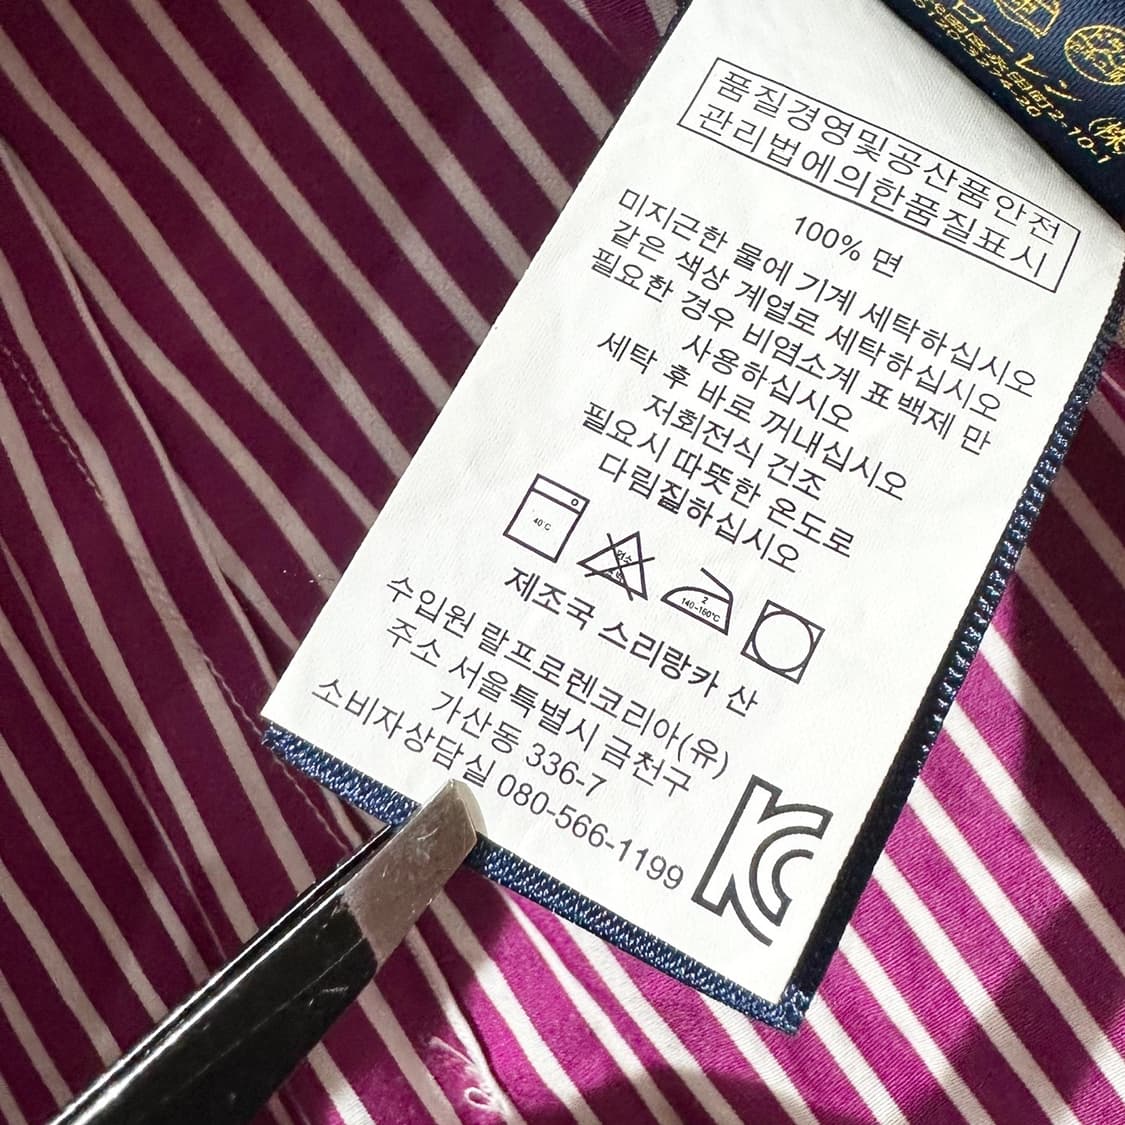 품질경영및공산품안전
관리법에의한품질표시
100% 면
미지근한 물에 기계 세탁하십시오
같은 색상 계열로 세탁하십시오
필요한 경우 비염소계 표백제 만
사용하십시오
세탁 후 바로 꺼내십시오
저회전식 건조
필요시 따뜻한 온도로
다림질하십시오
40℃
2
140-160℃
제조국 스리랑카 산
수입원 랄프로렌코리아(유)
주소 서울특별시 금천구
가산동 336-7
소비자상담실 080-566-1199